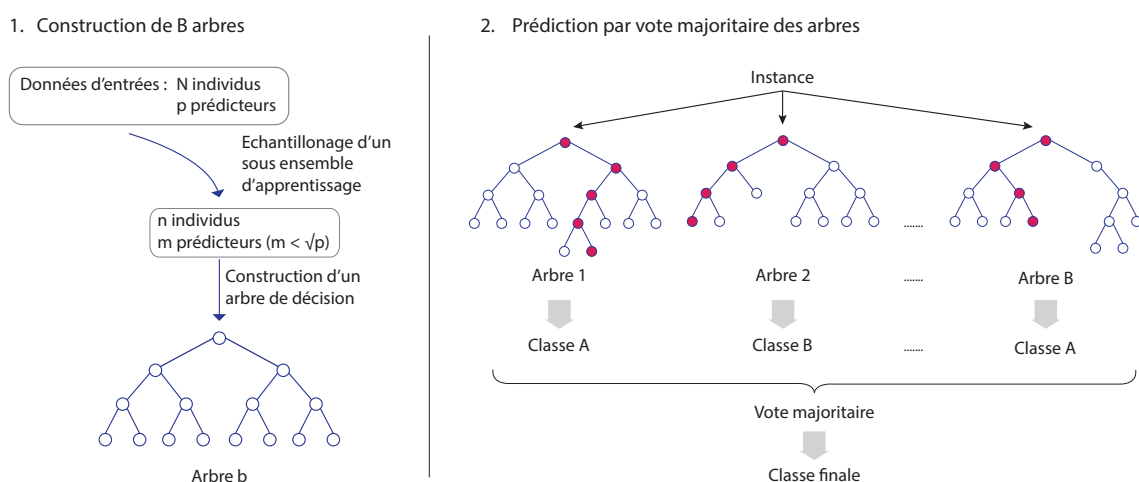 1. Construction de B arbres
Données d'entrées : N individus
p prédicteurs
Echantillonage d'un
sous ensemble
d'apprentissage
n individus
m prédicteurs (m < √p)
Construction d'un
arbre de décision
Arbre b
2. Prédiction par vote majoritaire des arbres
Instance
Arbre 1
Arbre 2
Arbre B
Classe A
Classe B
Classe A
Vote majoritaire
Classe finale